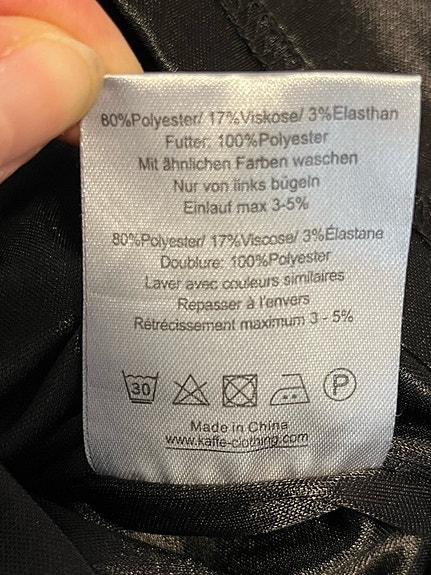 80%Polyester/ 17%Viskose/ 3%Elasthan
Futter: 100%Polyester
Mit ähnlichen Farben waschen
Nur von links bügeln
Einlauf max 3-5%
80%Polyester/ 17%Viscose/ 3%Élastane
Doublure: 100%Polyester
Laver avec couleurs similaires
Repasser à l'envers
Rétrécissement maximum 3 - 5%
30 P
Made in China
www.kaffe-clothing.com